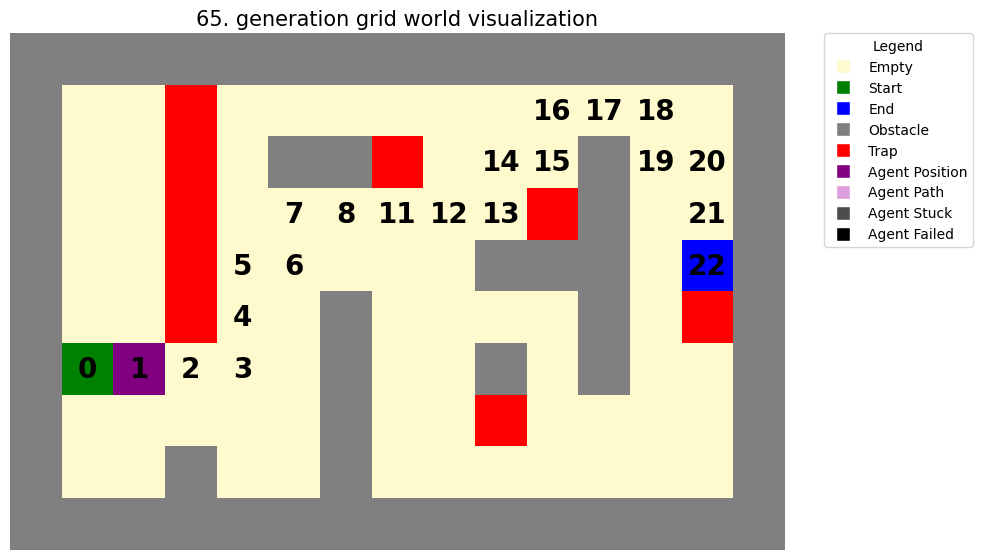 65. generation grid world visualization
16 17 18
14 15 19 20
7 8 11 12 13 21
5 6 22
4
0 1 2 3
Legend
Empty
Start
End
Obstacle
Trap
Agent Position
Agent Path
Agent Stuck
Agent Failed